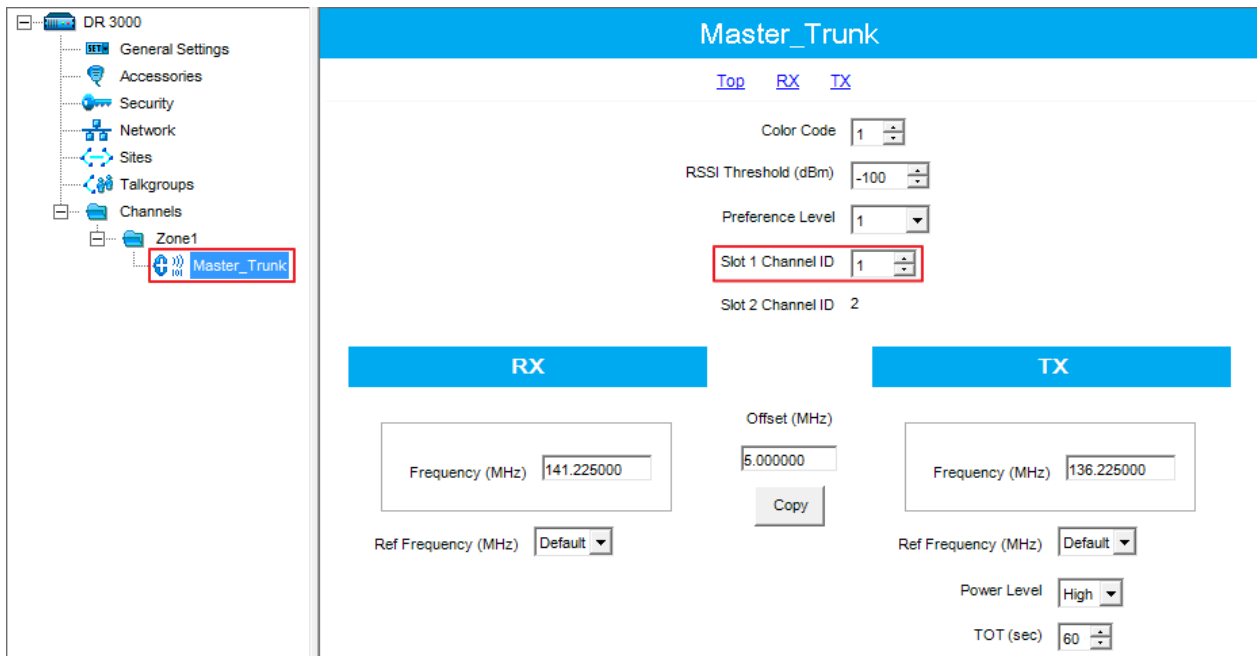 DR 3000
SET
General Settings
Accessories
Security
Network
Sites
Talkgroups
Channels
Zone1
101
Master_Trunk
Master_Trunk
Top RX TX
Color Code 1
RSSI Threshold (dBm) -100
Preference Level 1
Slot 1 Channel ID 1
Slot 2 Channel ID 2
RX
TX
Offset (MHz)
Frequency (MHz) 141.225000
5.000000
Frequency (MHz) 136.225000
Copy
Ref Frequency (MHz) Default
Ref Frequency (MHz) Default
Power Level High
TOT (sec) 60